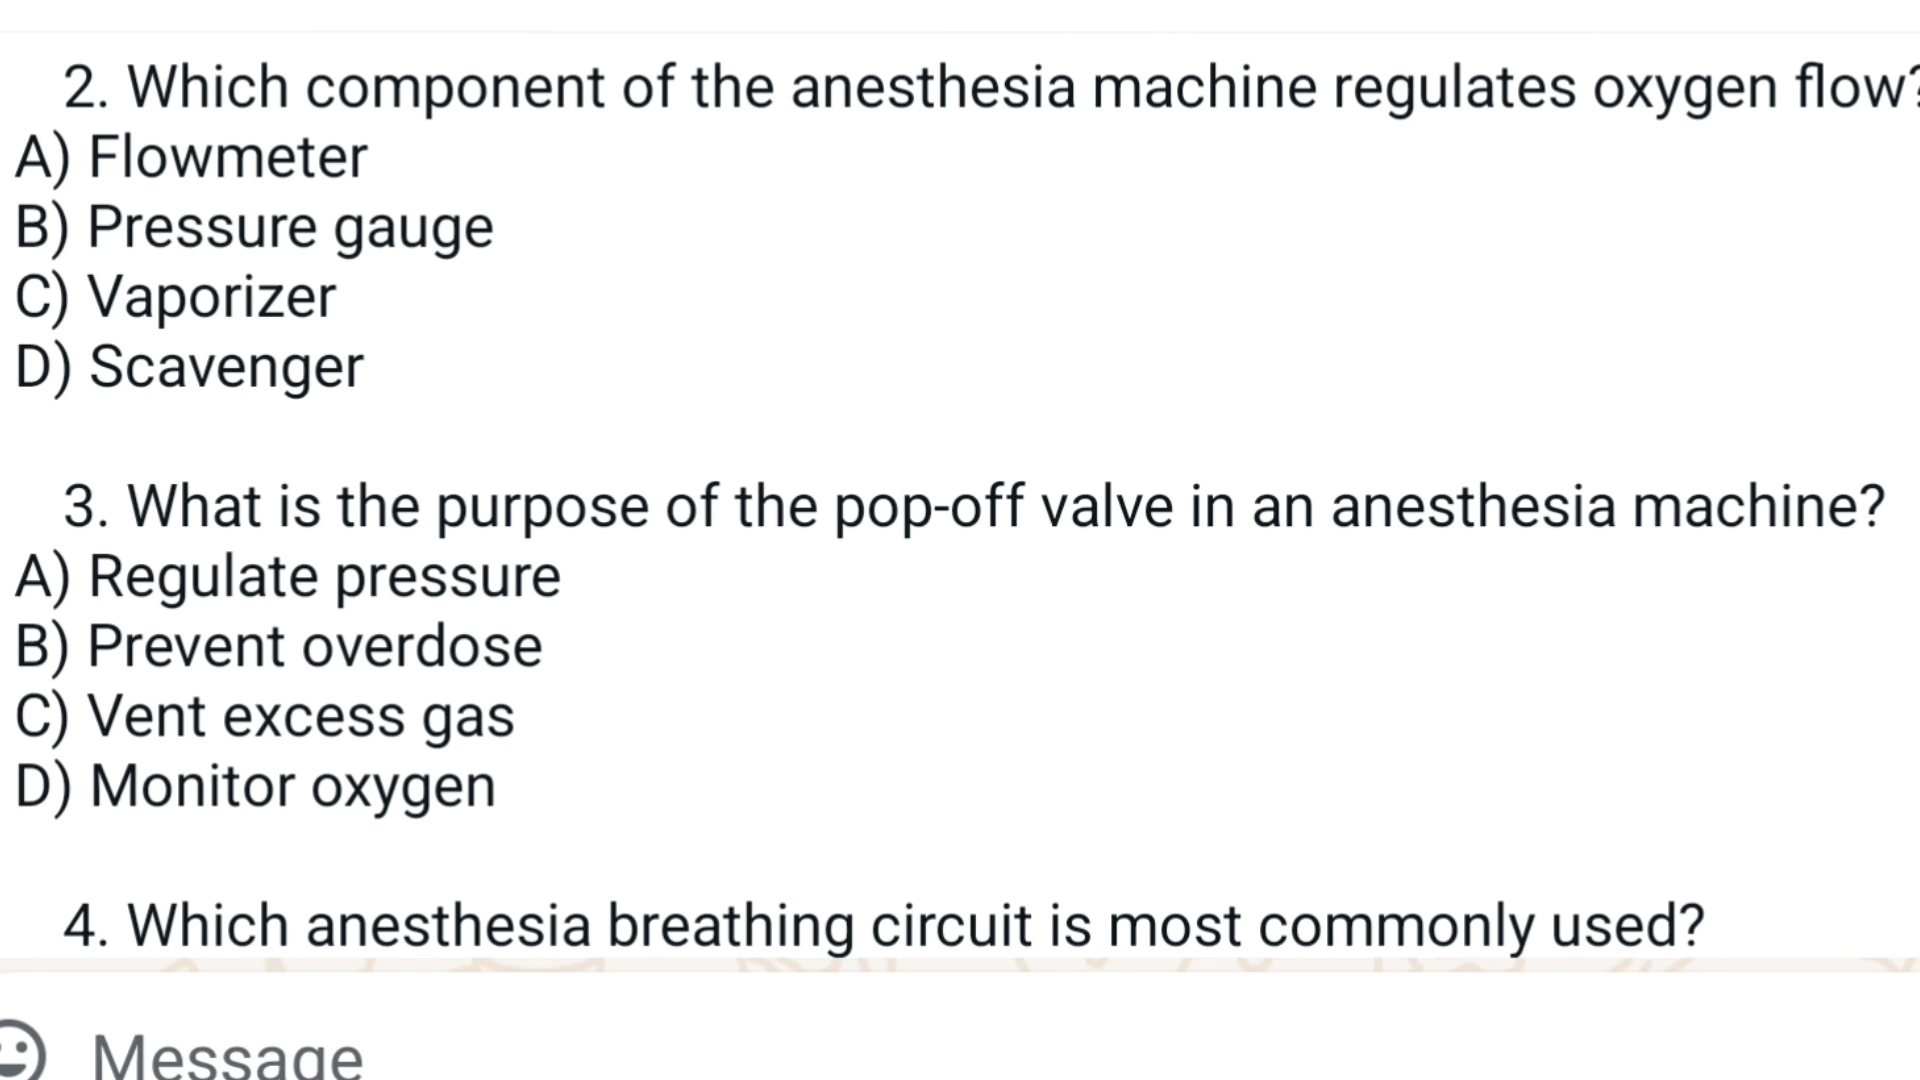 2. Which component of the anesthesia machine regulates oxygen flow?
A) Flowmeter
B) Pressure gauge
C) Vaporizer
D) Scavenger
3. What is the purpose of the pop-off valve in an anesthesia machine?
A) Regulate pressure
B) Prevent overdose
C) Vent excess gas
D) Monitor oxygen
4. Which anesthesia breathing circuit is most commonly used?
Message